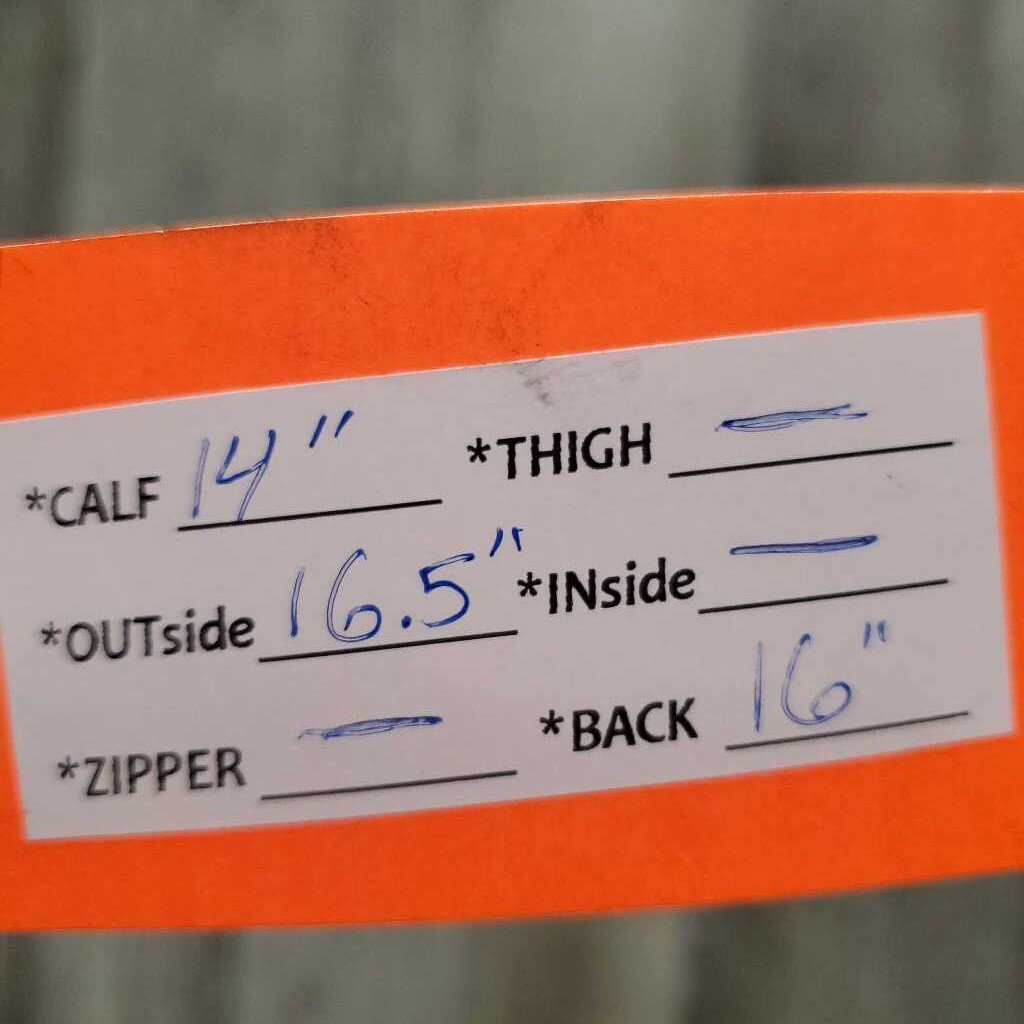 *CALF 14" *THIGH —
*OUTside 16.5" *INside —
*ZIPPER — *BACK 16"